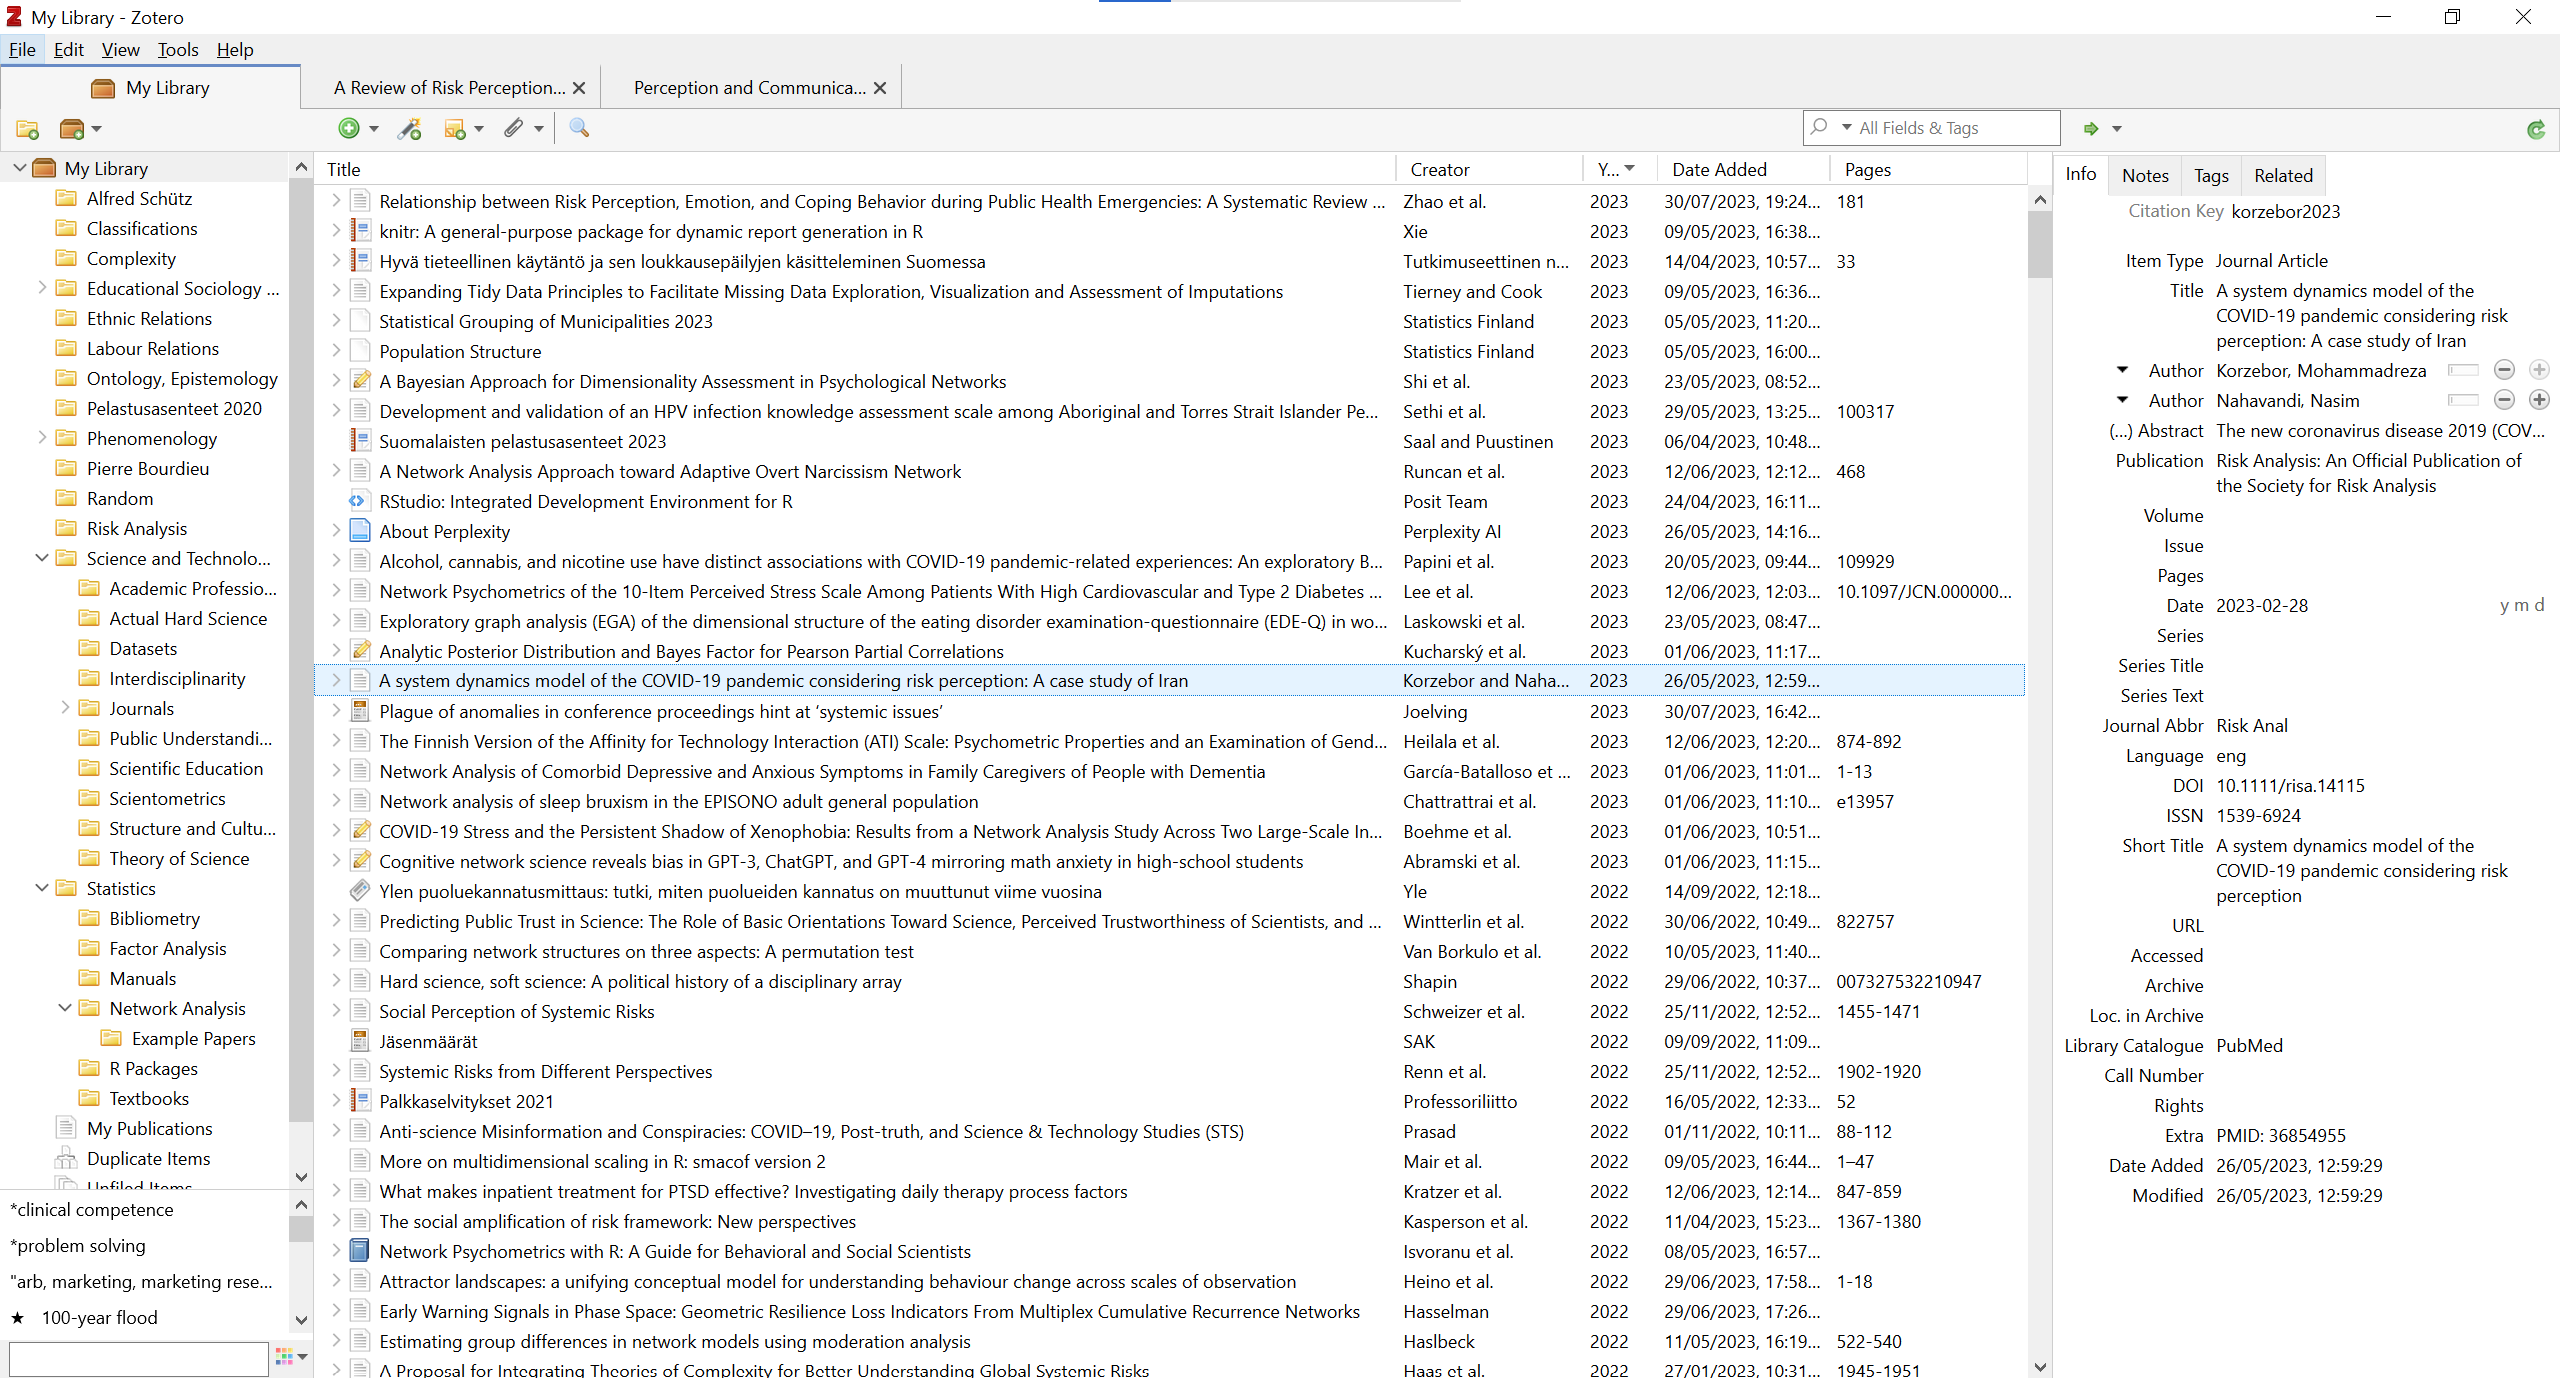 My Library - Zotero
File Edit View Tools Help
My Library
A Review of Risk Perception...
Perception and Communica...
All Fields & Tags
My Library
Alfred Schütz
Classifications
Complexity
Educational Sociology ...
Ethnic Relations
Labour Relations
Ontology, Epistemology
Pelastusasenteet 2020
Phenomenology
Pierre Bourdieu
Random
Risk Analysis
Science and Technolo...
Academic Professio...
Actual Hard Science
Datasets
Interdisciplinarity
Journals
Public Understandi...
Scientific Education
Scientometrics
Structure and Cultu...
Theory of Science
Statistics
Bibliometry
Factor Analysis
Manuals
Network Analysis
Example Papers
R Packages
Textbooks
My Publications
Duplicate Items
Unfiled Items
*clinical competence
*problem solving
"arb, marketing, marketing rese...
★ 100-year flood
Title Creator Y... Date Added Pages
Relationship between Risk Perception, Emotion, and Coping Behavior during Public Health Emergencies: A Systematic Review ... Zhao et al. 2023 30/07/2023, 19:24... 181
knitr: A general-purpose package for dynamic report generation in R Xie 2023 09/05/2023, 16:38...
Hyvä tieteellinen käytäntö ja sen loukkausepäilyjen käsitteleminen Suomessa Tutkimuseettinen n... 2023 14/04/2023, 10:57... 33
Expanding Tidy Data Principles to Facilitate Missing Data Exploration, Visualization and Assessment of Imputations Tierney and Cook 2023 09/05/2023, 16:36...
Statistical Grouping of Municipalities 2023 Statistics Finland 2023 05/05/2023, 11:20...
Population Structure Statistics Finland 2023 05/05/2023, 16:00...
A Bayesian Approach for Dimensionality Assessment in Psychological Networks Shi et al. 2023 23/05/2023, 08:52...
Development and validation of an HPV infection knowledge assessment scale among Aboriginal and Torres Strait Islander Pe... Sethi et al. 2023 29/05/2023, 13:25... 100317
Suomalaisten pelastusasenteet 2023 Saal and Puustinen 2023 06/04/2023, 10:48...
A Network Analysis Approach toward Adaptive Overt Narcissism Network Runcan et al. 2023 12/06/2023, 12:12... 468
RStudio: Integrated Development Environment for R Posit Team 2023 24/04/2023, 16:11...
About Perplexity Perplexity AI 2023 26/05/2023, 14:16...
Alcohol, cannabis, and nicotine use have distinct associations with COVID-19 pandemic-related experiences: An exploratory B... Papini et al. 2023 20/05/2023, 09:44... 109929
Network Psychometrics of the 10-Item Perceived Stress Scale Among Patients With High Cardiovascular and Type 2 Diabetes ... Lee et al. 2023 12/06/2023, 12:03... 10.1097/JCN.000000...
Exploratory graph analysis (EGA) of the dimensional structure of the eating disorder examination-questionnaire (EDE-Q) in wo... Laskowski et al. 2023 23/05/2023, 08:47...
Analytic Posterior Distribution and Bayes Factor for Pearson Partial Correlations Kucharský et al. 2023 01/06/2023, 11:17...
A system dynamics model of the COVID-19 pandemic considering risk perception: A case study of Iran Korzebor and Naha... 2023 26/05/2023, 12:59...
Plague of anomalies in conference proceedings hint at ‘systemic issues’ Joelving 2023 30/07/2023, 16:42...
The Finnish Version of the Affinity for Technology Interaction (ATI) Scale: Psychometric Properties and an Examination of Gend... Heilala et al. 2023 12/06/2023, 12:20... 874-892
Network Analysis of Comorbid Depressive and Anxious Symptoms in Family Caregivers of People with Dementia García-Batalloso et ... 2023 01/06/2023, 11:01... 1-13
Network analysis of sleep bruxism in the EPISONO adult general population Chattrattrai et al. 2023 01/06/2023, 11:10... e13957
COVID-19 Stress and the Persistent Shadow of Xenophobia: Results from a Network Analysis Study Across Two Large-Scale In... Boehme et al. 2023 01/06/2023, 10:51...
Cognitive network science reveals bias in GPT-3, ChatGPT, and GPT-4 mirroring math anxiety in high-school students Abramski et al. 2023 01/06/2023, 11:15...
Ylen puoluekannatusmittaus: tutki, miten puolueiden kannatus on muuttunut viime vuosina Yle 2022 14/09/2022, 12:18...
Predicting Public Trust in Science: The Role of Basic Orientations Toward Science, Perceived Trustworthiness of Scientists, and ... Wintterlin et al. 2022 30/06/2022, 10:49... 822757
Comparing network structures on three aspects: A permutation test Van Borkulo et al. 2022 10/05/2023, 11:40...
Hard science, soft science: A political history of a disciplinary array Shapin 2022 29/06/2022, 10:37... 007327532210947
Social Perception of Systemic Risks Schweizer et al. 2022 25/11/2022, 12:52... 1455-1471
Jäsenmäärät SAK 2022 09/09/2022, 11:09...
Systemic Risks from Different Perspectives Renn et al. 2022 25/11/2022, 12:52... 1902-1920
Palkkaselvitykset 2021 Professoriliitto 2022 16/05/2022, 12:33... 52
Anti-science Misinformation and Conspiracies: COVID–19, Post-truth, and Science & Technology Studies (STS) Prasad 2022 01/11/2022, 10:11... 88-112
More on multidimensional scaling in R: smacof version 2 Mair et al. 2022 09/05/2023, 16:44... 1–47
What makes inpatient treatment for PTSD effective? Investigating daily therapy process factors Kratzer et al. 2022 12/06/2023, 12:14... 847-859
The social amplification of risk framework: New perspectives Kasperson et al. 2022 11/04/2023, 15:23... 1367-1380
Network Psychometrics with R: A Guide for Behavioral and Social Scientists Isvoranu et al. 2022 08/05/2023, 16:57...
Attractor landscapes: a unifying conceptual model for understanding behaviour change across scales of observation Heino et al. 2022 29/06/2023, 17:58... 1-18
Early Warning Signals in Phase Space: Geometric Resilience Loss Indicators From Multiplex Cumulative Recurrence Networks Hasselman 2022 29/06/2023, 17:26...
Estimating group differences in network models using moderation analysis Haslbeck 2022 11/05/2023, 16:19... 522-540
A Proposal for Integrating Theories of Complexity for Better Understanding Global Systemic Risks Haas et al. 2022 27/01/2023, 10:31... 1945-1951
Info Notes Tags Related
Citation Key korzebor2023
Item Type Journal Article
Title A system dynamics model of the
COVID-19 pandemic considering risk
perception: A case study of Iran
Author Korzebor, Mohammadreza
Author Nahavandi, Nasim
(...) Abstract The new coronavirus disease 2019 (COV...
Publication Risk Analysis: An Official Publication of
the Society for Risk Analysis
Volume
Issue
Pages
Date 2023-02-28 y m d
Series
Series Title
Series Text
Journal Abbr Risk Anal
Language eng
DOI 10.1111/risa.14115
ISSN 1539-6924
Short Title A system dynamics model of the
COVID-19 pandemic considering risk
perception
URL
Accessed
Archive
Loc. in Archive
Library Catalogue PubMed
Call Number
Rights
Extra PMID: 36854955
Date Added 26/05/2023, 12:59:29
Modified 26/05/2023, 12:59:29